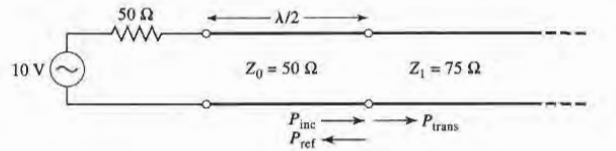 50 Ω
λ/2
10 V
Z0 = 50 Ω
Z1 = 75 Ω
Pinc
Ptrans
Pref